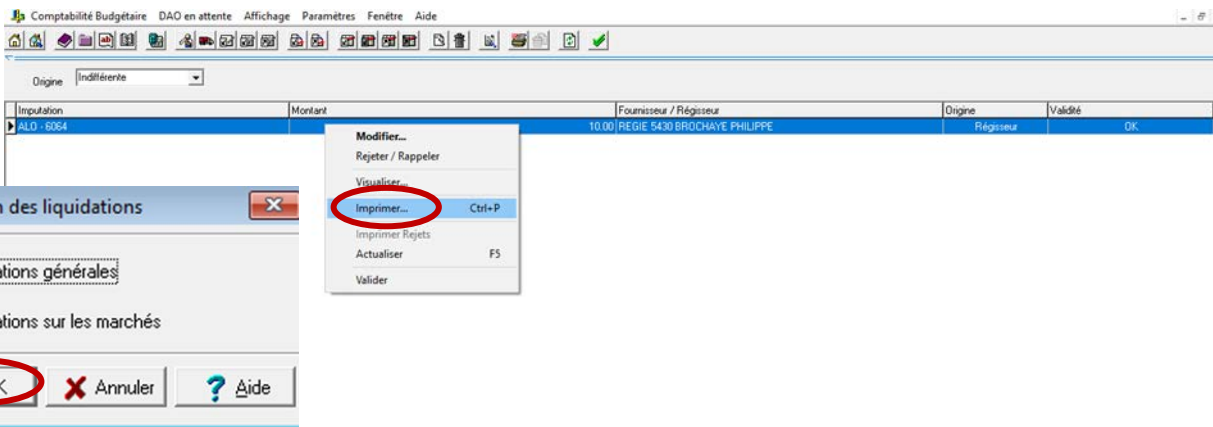 Comptabilité Budgétaire DAO en attente Affichage Paramètres Fenêtre Aide
Origine Indifférente
Imputation Montant Fournisseur / Régisseur Origine Validité
ALO - 6064 10.00 REGIE 5430 BROCHAYE PHILIPPE Régisseur OK
Modifier...
Rejeter / Rappeler
Visualiser...
Imprimer... Ctrl+P
Imprimer Rejets
Actualiser F5
Valider
des liquidations
ations générales
ations sur les marchés
K Annuler Aide